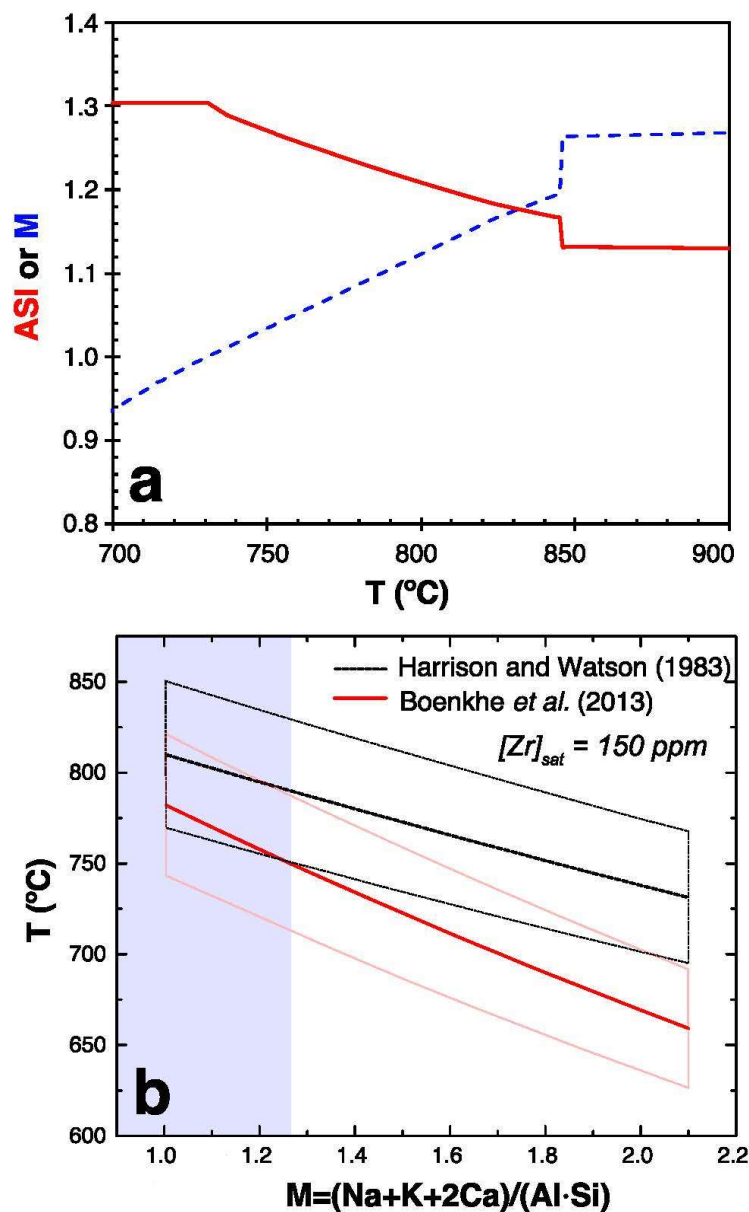 1.4
1.3
1.2
1.1
1.0
0.9
0.8
ASI or M
a
700 750 800 850 900
T (ºC)
Harrison and Watson (1983)
Boenkhe et al. (2013)
[Zr]sat = 150 ppm
850
800
750
700
650
600
T (ºC)
b
1.0 1.2 1.4 1.6 1.8 2.0 2.2
M=(Na+K+2Ca)/(Al·Si)